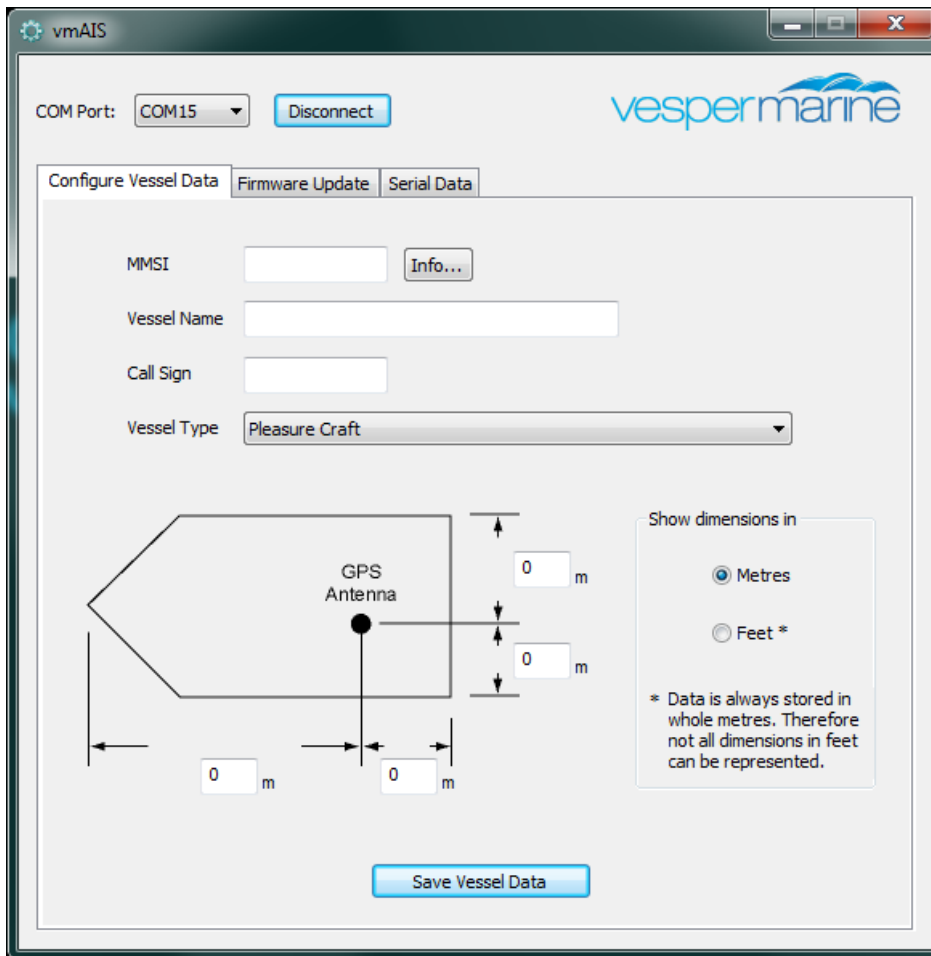 vmAIS
COM Port:
COM15
Disconnect
vespermarine
Configure Vessel Data
Firmware Update
Serial Data
MMSI
Info...
Vessel Name
Call Sign
Vessel Type
Pleasure Craft
GPS
Antenna
0
m
0
m
0
m
0
m
Show dimensions in
Metres
Feet *
* Data is always stored in
whole metres. Therefore
not all dimensions in feet
can be represented.
Save Vessel Data